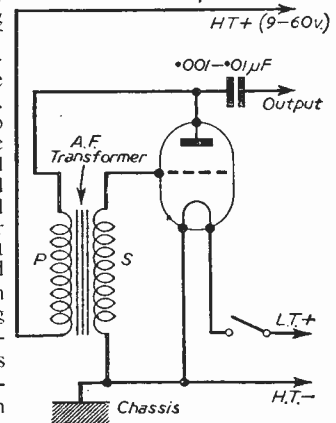 HT+ (9–60v.)
·001–·01µF
Output
A.F.
Transformer
P
S
L.T.+
H.T.–
Chassis